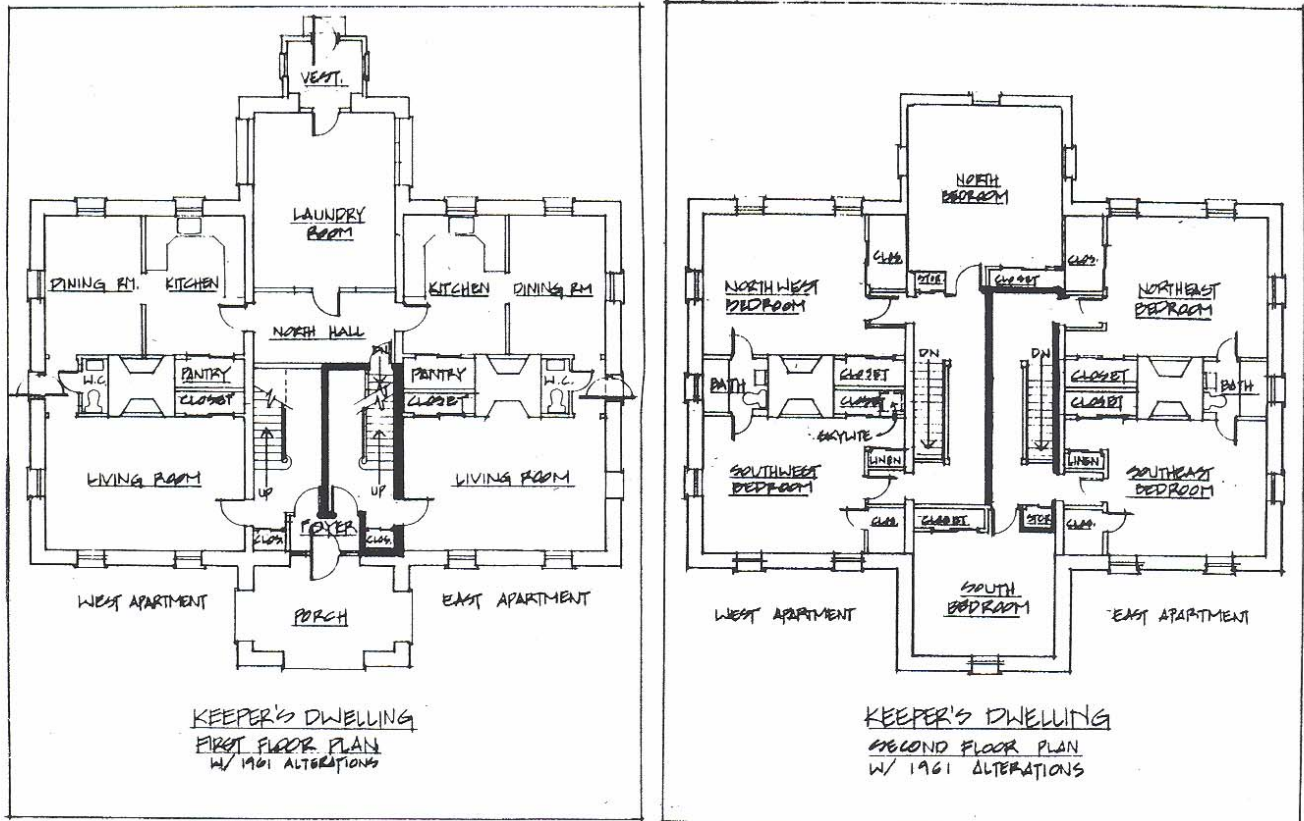 VEST.
LAUNDRY
ROOM
DINING RM.
KITCHEN
KITCHEN
DINING RM
NORTH HALL
DN
W.C.
PANTRY
CLOSET
PANTRY
CLOSET
W.C.
LIVING ROOM
UP
UP
LIVING ROOM
CLOS.
FOYER
CLOS.
WEST APARTMENT
PORCH
EAST APARTMENT
KEEPER'S DWELLING
FIRST FLOOR PLAN
W/ 1961 ALTERATIONS
NORTH
BEDROOM
CLOS.
STOR
CLOSET
CLOS.
NORTHWEST
BEDROOM
NORTHEAST
BEDROOM
DN
DN
BATH
CLOSET
CLOSET
CLOSET
CLOSET
BATH
SKYLITE
LINEN
LINEN
SOUTHWEST
BEDROOM
SOUTHEAST
BEDROOM
CLOS.
CLOSET
STOR
CLOS.
SOUTH
BEDROOM
WEST APARTMENT
EAST APARTMENT
KEEPER'S DWELLING
SECOND FLOOR PLAN
W/ 1961 ALTERATIONS